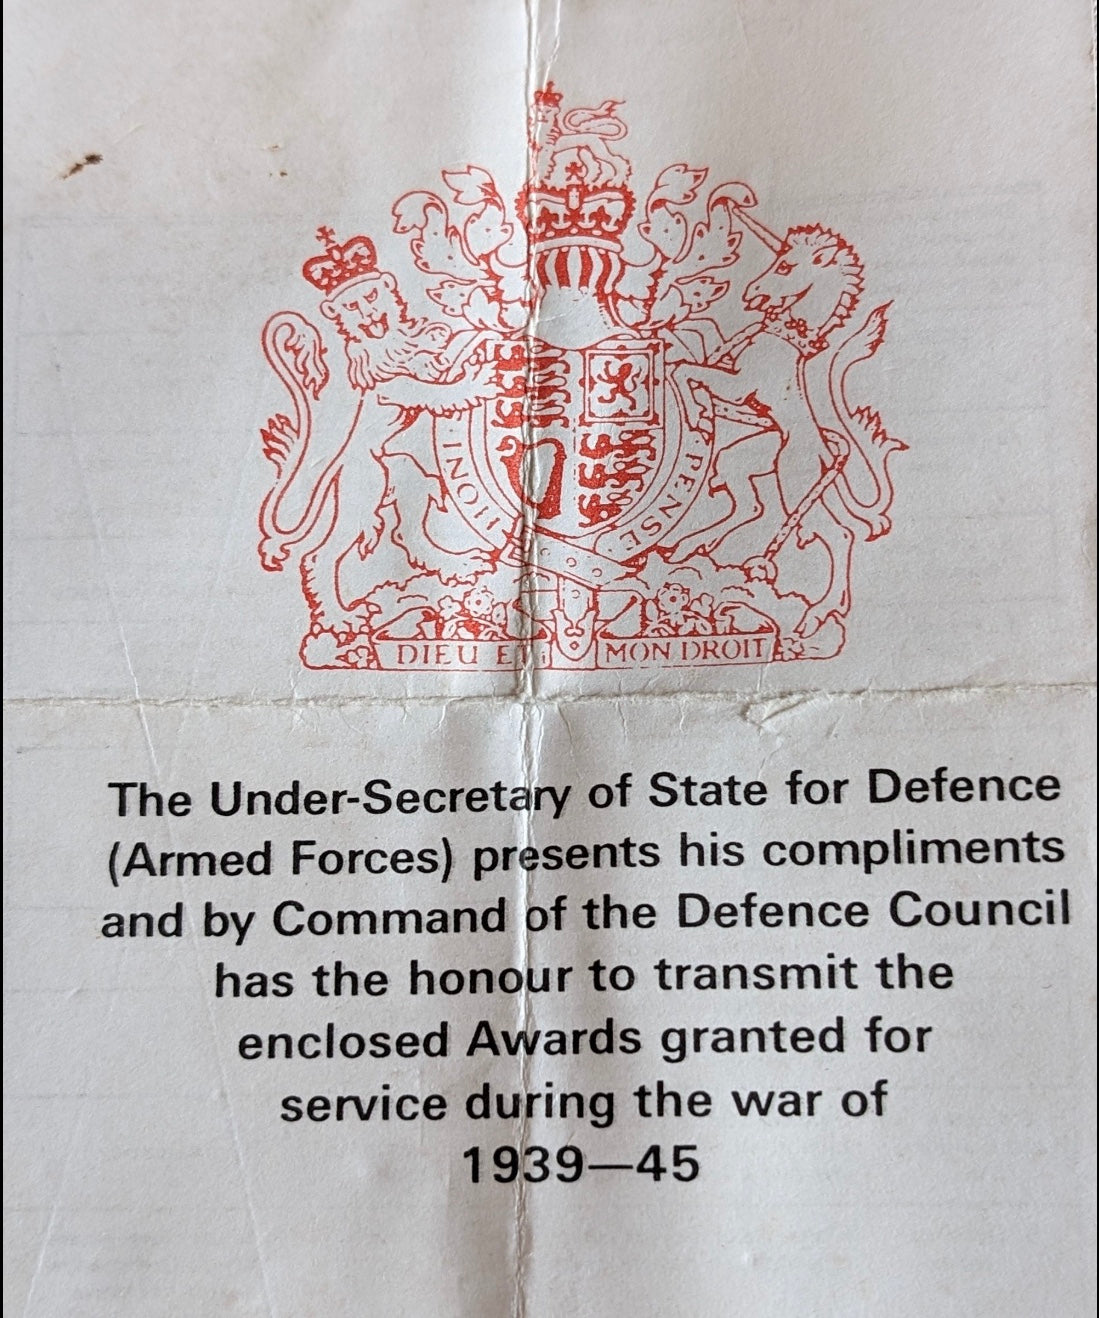 HONI
PENSE
DIEU ET MON DROIT
The Under-Secretary of State for Defence
(Armed Forces) presents his compliments
and by Command of the Defence Council
has the honour to transmit the
enclosed Awards granted for
service during the war of
1939—45